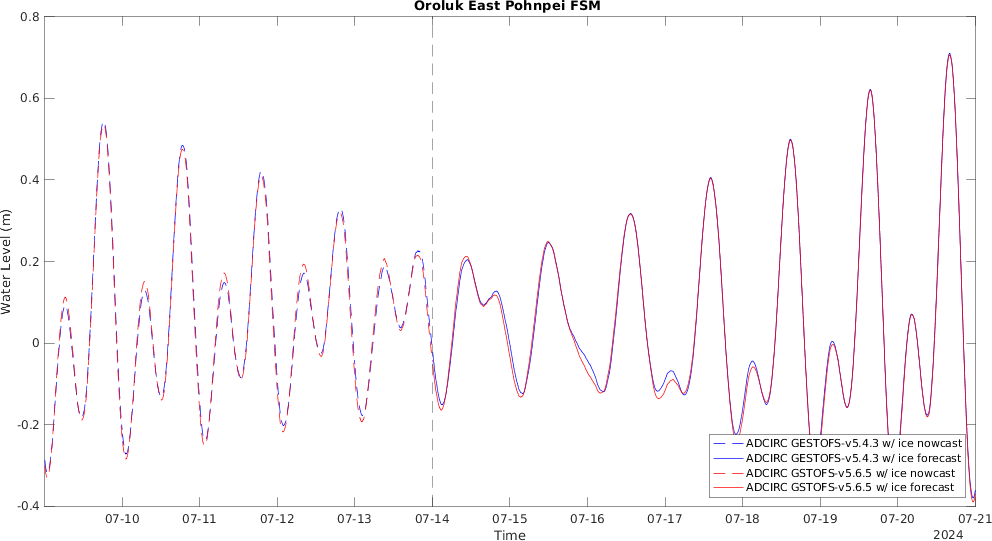 Oroluk East Pohnpei FSM
Water Level (m)
0.8
0.6
0.4
0.2
0
-0.2
-0.4
ADCIRC GESTOFS-v5.4.3 w/ ice nowcast
ADCIRC GESTOFS-v5.4.3 w/ ice forecast
ADCIRC GSTOFS-v5.6.5 w/ ice nowcast
ADCIRC GSTOFS-v5.6.5 w/ ice forecast
07-10 07-11 07-12 07-13 07-14 07-15 07-16 07-17 07-18 07-19 07-20 07-21
Time
2024